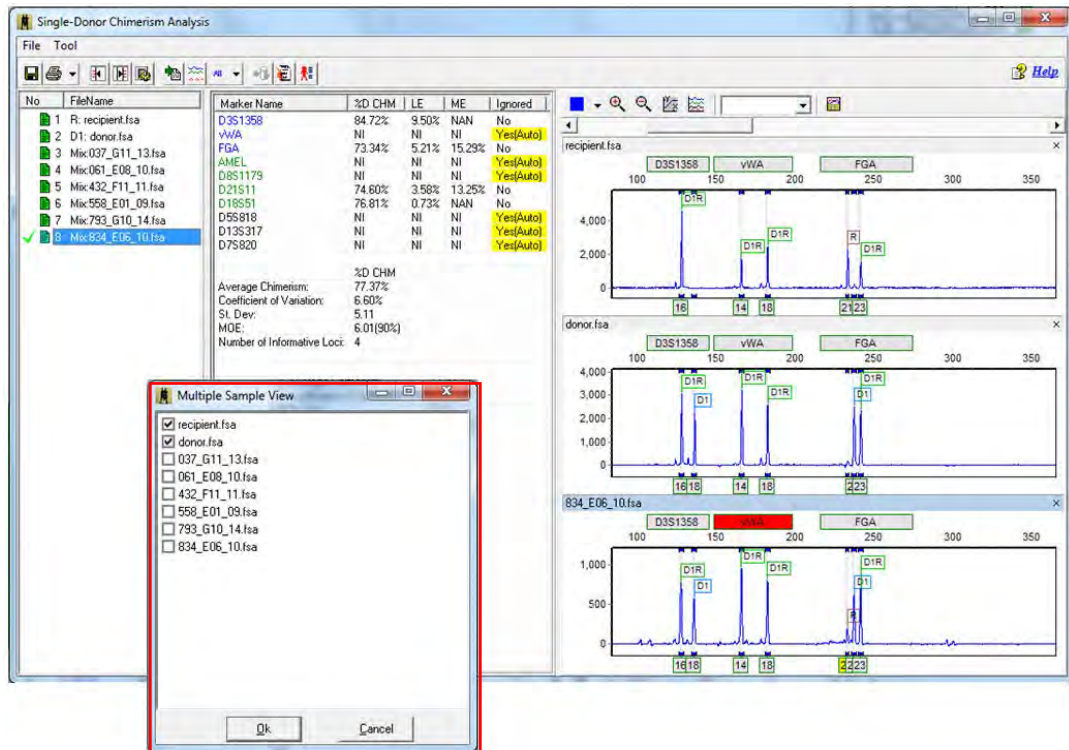 Single-Donor Chimerism Analysis
File Tool
All
Help
No FileName
1 R: recipient.fsa
2 D1: donor.fsa
3 Mix:037_G11_13.fsa
4 Mix:061_E08_10.fsa
5 Mix:432_F11_11.fsa
6 Mix:558_E01_09.fsa
7 Mix:793_G10_14.fsa
8 Mix:834_E06_10.fsa
Marker Name %D CHM LE ME Ignored
D3S1358 84.72% 9.50% NAN No
vWA NI NI NI Yes(Auto)
FGA 73.34% 5.21% 15.29% No
AMEL NI NI NI Yes(Auto)
D8S1179 NI NI NI Yes(Auto)
D21S11 74.60% 3.58% 13.25% No
D18S51 76.81% 0.73% NAN No
D5S818 NI NI NI Yes(Auto)
D13S317 NI NI NI Yes(Auto)
D7S820 NI NI NI Yes(Auto)
%D CHM
Average Chimerism: 77.37%
Coefficient of Variation: 6.60%
St. Dev: 5.11
MOE: 6.01(90%)
Number of Informative Loci: 4
recipient.fsa
D3S1358 vWA FGA
100 150 200 250 300 350
4,000
2,000
0
D1R
D1R D1R
R D1R
16 14 18 21 23
donor.fsa
D3S1358 vWA FGA
100 150 200 250 300 350
4,000
3,000
2,000
1,000
0
D1R D1 D1R D1R D1 D1R
16 18 14 18 23
834_E06_10.fsa
D3S1358 vWA FGA
100 150 200 250 300 350
1,000
500
0
D1R D1 D1R D1R R D1 D1R
16 18 14 18 23
Multiple Sample View
recipient.fsa
donor.fsa
037_G11_13.fsa
061_E08_10.fsa
432_F11_11.fsa
558_E01_09.fsa
793_G10_14.fsa
834_E06_10.fsa
Ok Cancel